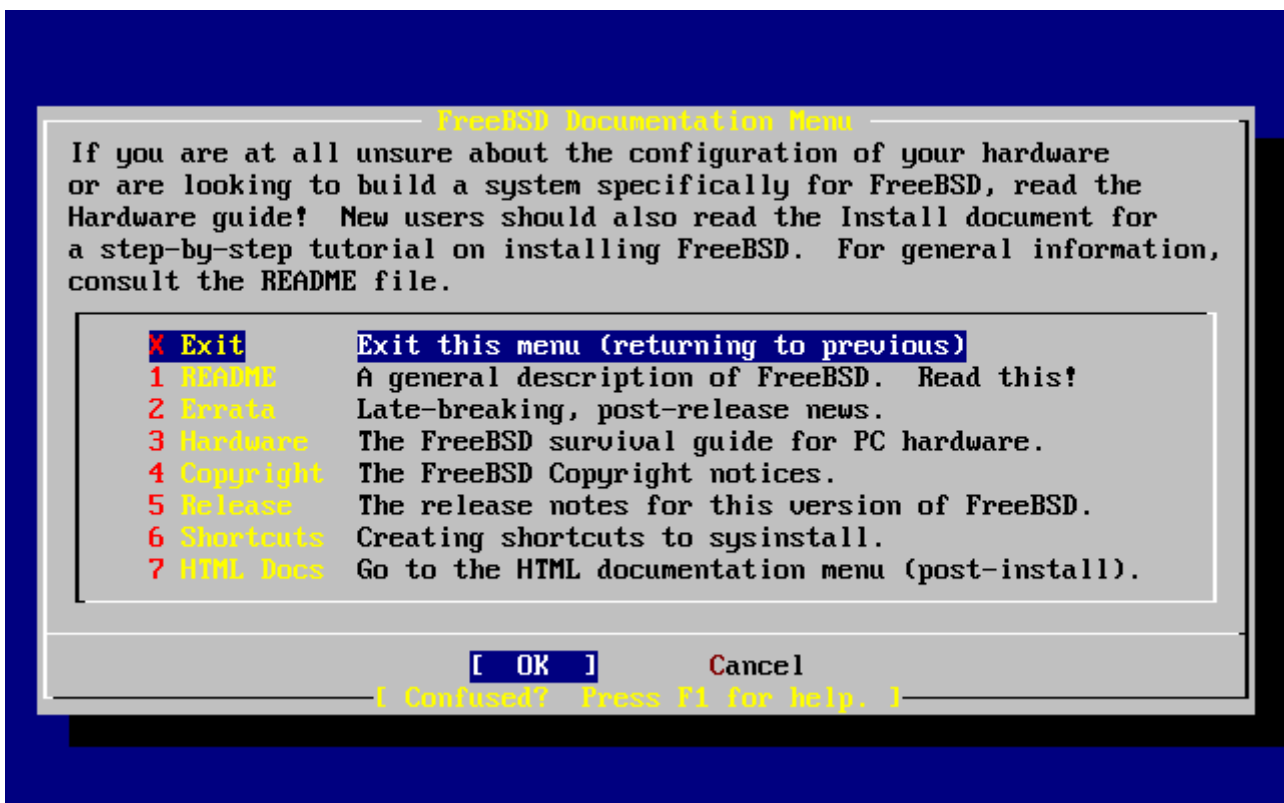 FreeBSD Documentation Menu
If you are at all unsure about the configuration of your hardware
or are looking to build a system specifically for FreeBSD, read the
Hardware guide!  New users should also read the Install document for
a step-by-step tutorial on installing FreeBSD.  For general information,
consult the README file.
X Exit Exit this menu (returning to previous)
1 README A general description of FreeBSD.  Read this!
2 Errata Late-breaking, post-release news.
3 Hardware The FreeBSD survival guide for PC hardware.
4 Copyright The FreeBSD Copyright notices.
5 Release The release notes for this version of FreeBSD.
6 Shortcuts Creating shortcuts to sysinstall.
7 HTML Docs Go to the HTML documentation menu (post-install).
[ OK ] Cancel
[ Confused?  Press F1 for help. ]